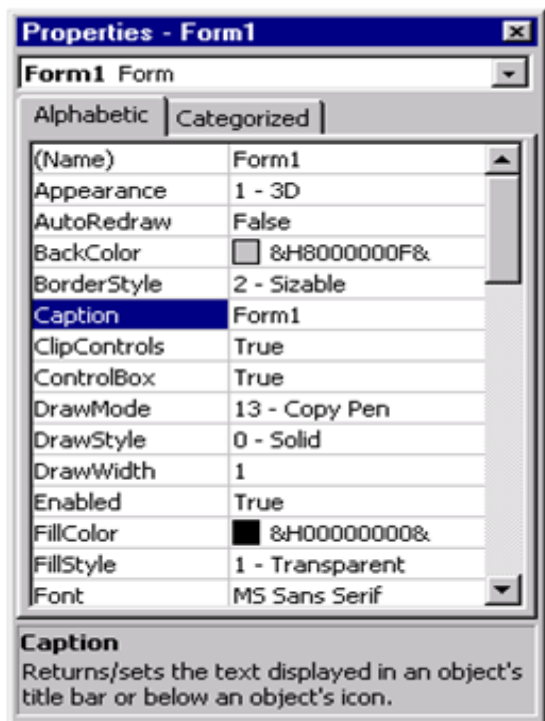 Properties - Form1
Form1 Form
Alphabetic Categorized
(Name) Form1
Appearance 1 - 3D
AutoRedraw False
BackColor &H8000000F&
BorderStyle 2 - Sizable
Caption Form1
ClipControls True
ControlBox True
DrawMode 13 - Copy Pen
DrawStyle 0 - Solid
DrawWidth 1
Enabled True
FillColor &H00000000&
FillStyle 1 - Transparent
Font MS Sans Serif
Caption
Returns/sets the text displayed in an object's
title bar or below an object's icon.